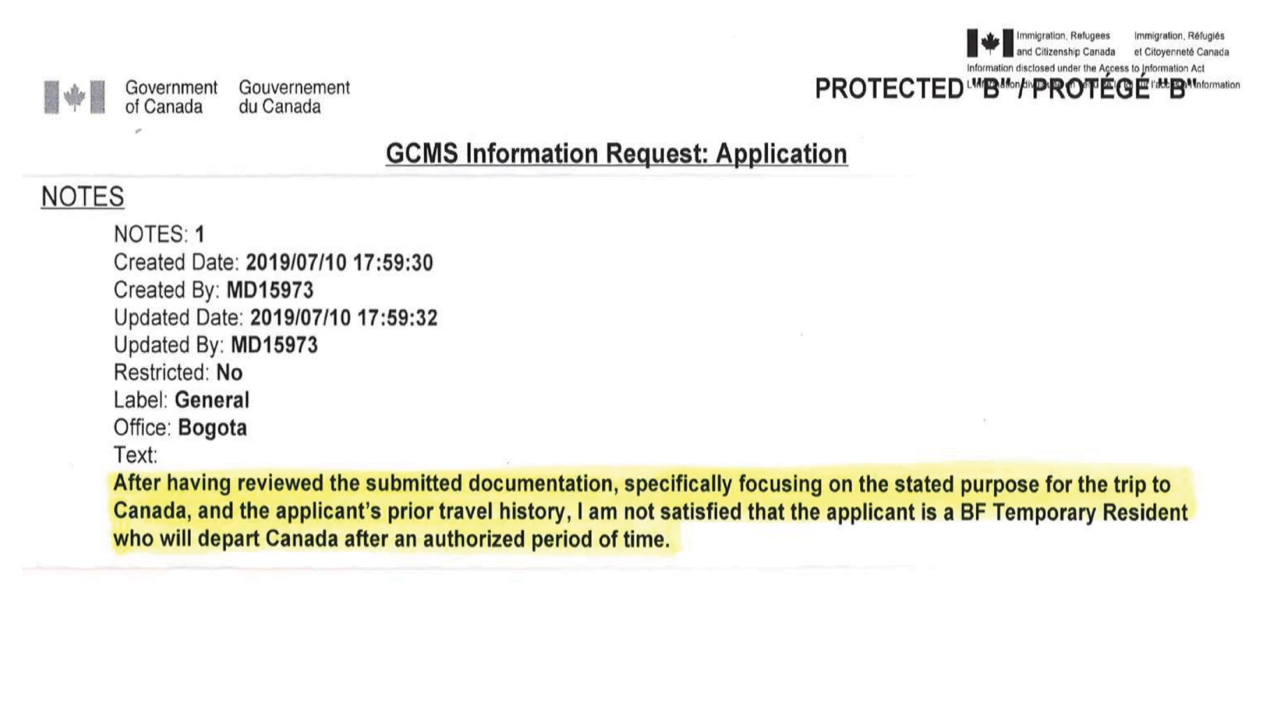 Immigration, Refugees Immigration, Réfugiés
and Citizenship Canada et Citoyenneté Canada
Information disclosed under the Access to Information Act
Government Gouvernement
of Canada du Canada
PROTECTED "B" / PROTÉGÉ "B"
GCMS Information Request: Application
NOTES
NOTES: 1
Created Date: 2019/07/10 17:59:30
Created By: MD15973
Updated Date: 2019/07/10 17:59:32
Updated By: MD15973
Restricted: No
Label: General
Office: Bogota
Text:
After having reviewed the submitted documentation, specifically focusing on the stated purpose for the trip to
Canada, and the applicant's prior travel history, I am not satisfied that the applicant is a BF Temporary Resident
who will depart Canada after an authorized period of time.